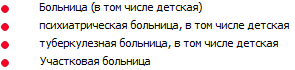 Больница (в том числе детская)
психиатрическая больница, в том числе детская
туберкулезная больница, в том числе детская
Участковая больница